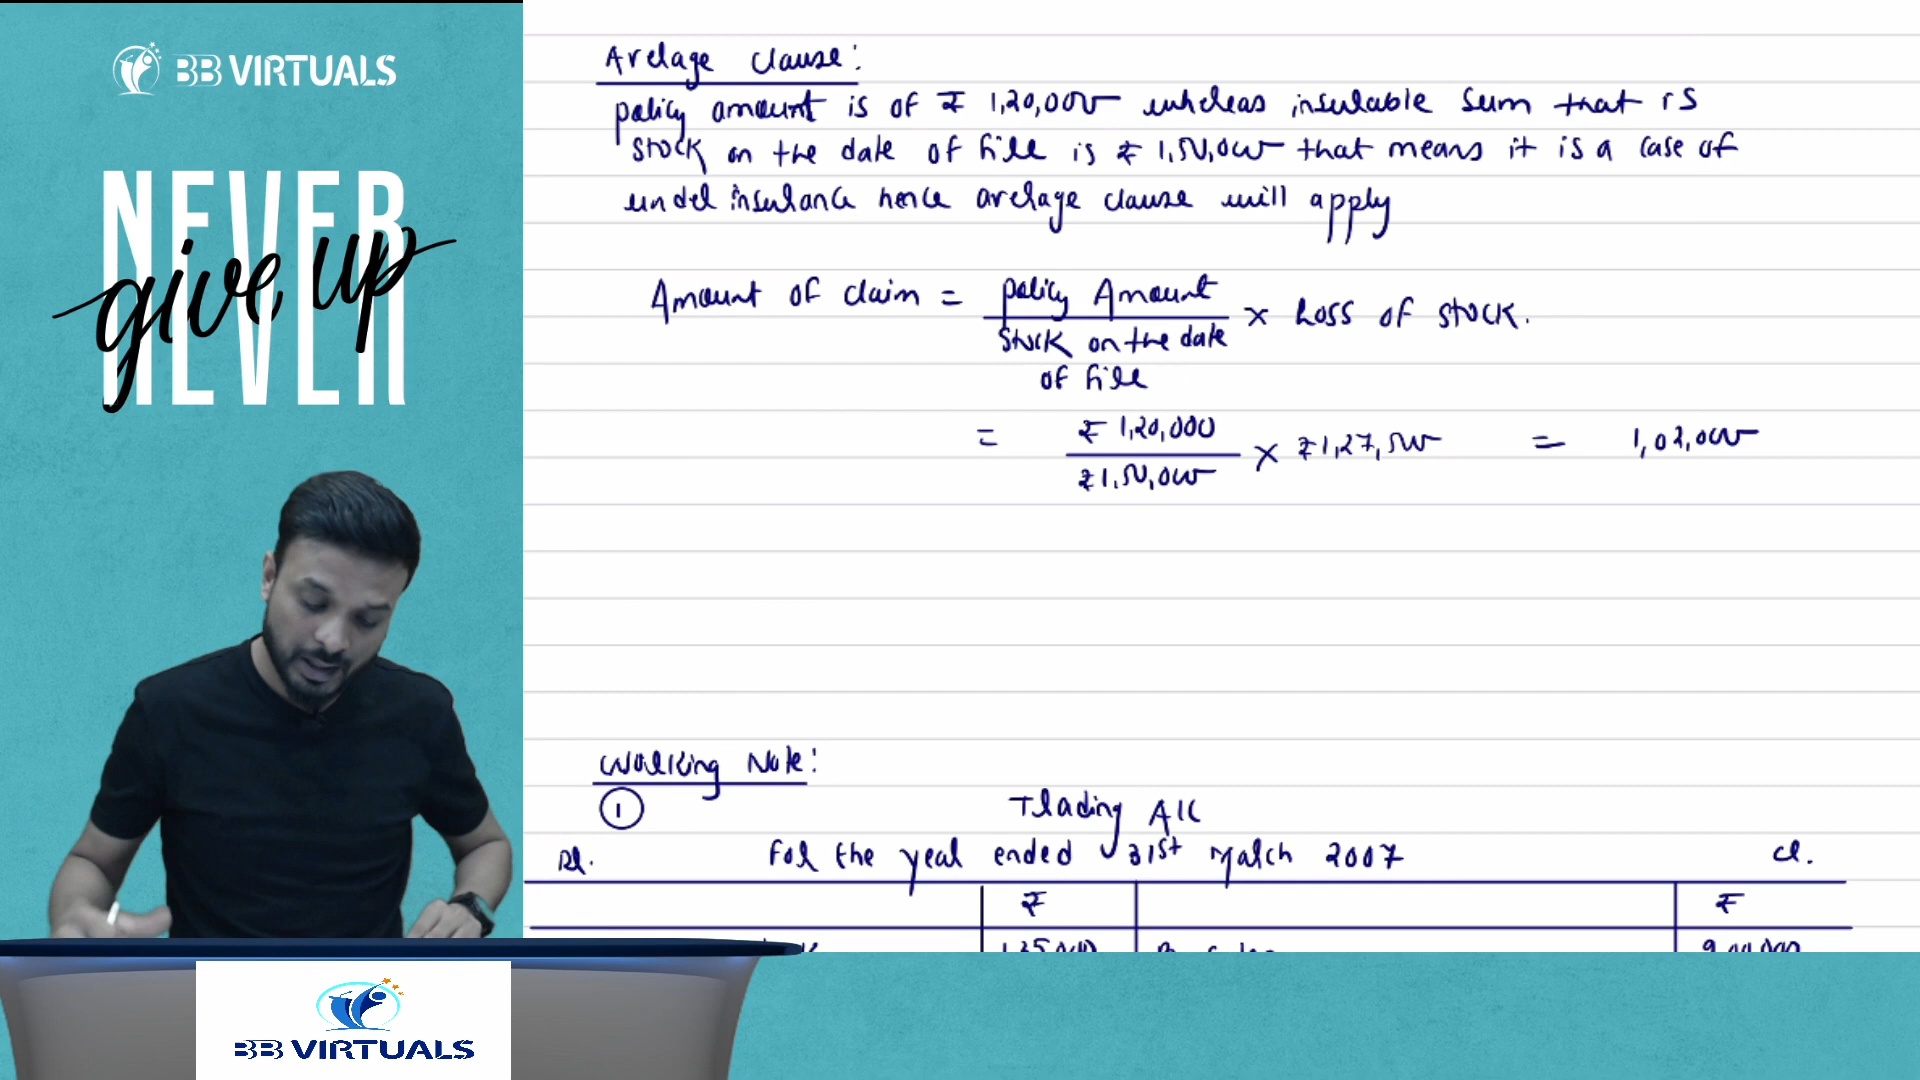 BB VIRTUALS
NEVER
give up
NEVER
Average Clause:
policy amount is of ₹ 1,20,000 whereas insurable sum that is
stock on the date of fire is ₹ 1,50,000 that means it is a case of
under insurance hence average clause will apply
Amount of claim = policy Amount × Loss of stock.
Stock on the date
of fire
= ₹ 1,20,000 × ₹1,27,500 = 1,02,000
₹1,50,000
Working Note:
1
Trading A/c
Dr. For the year ended 31st March 2007 Cr.
₹ ₹
BB VIRTUALS